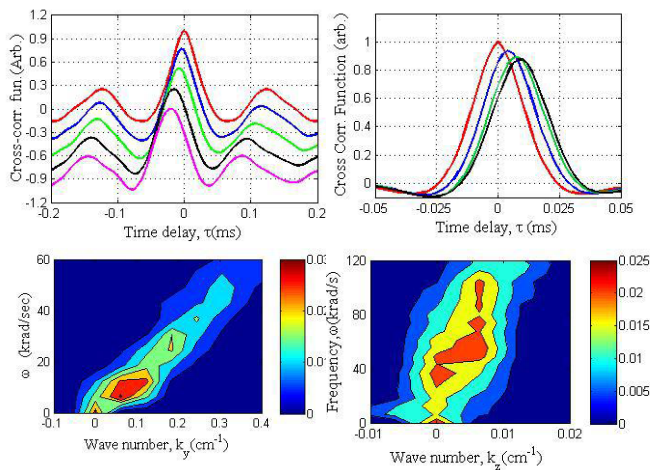 Cross-corr. fun.(Arb.)
1.2
0.9
0.6
0.3
0
-0.3
-0.6
-0.9
-1.2
-0.2 -0.1 0 0.1 0.2
Time delay, τ(ms)
Cross Corr. Function (arb.)
1
0.8
0.6
0.4
0.2
0
-0.05 -0.025 0 0.025 0.05
Time delay, τ (ms)
ω (krad/sec)
60
40
20
0
-0.1 0 0.1 0.2 0.3 0.4
Wave number, k_y(cm⁻¹)
0.0
0.0
0.0
0
Frequency, ω(krad/s)
120
80
40
0
-0.01 0 0.01 0.02
Wave number, k_z(cm⁻¹)
0.025
0.02
0.015
0.01
0.005
0